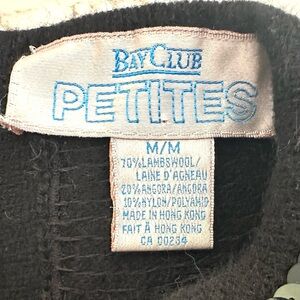 BAY CLUB
PETITES
M/M
70% LAMBSWOOL/
LAINE D'AGNEAU
20% ANGORA/ANGORA
10% NYLON/POLYAMID
MADE IN HONG KONG
FAIT À HONG KONG
CA 00234